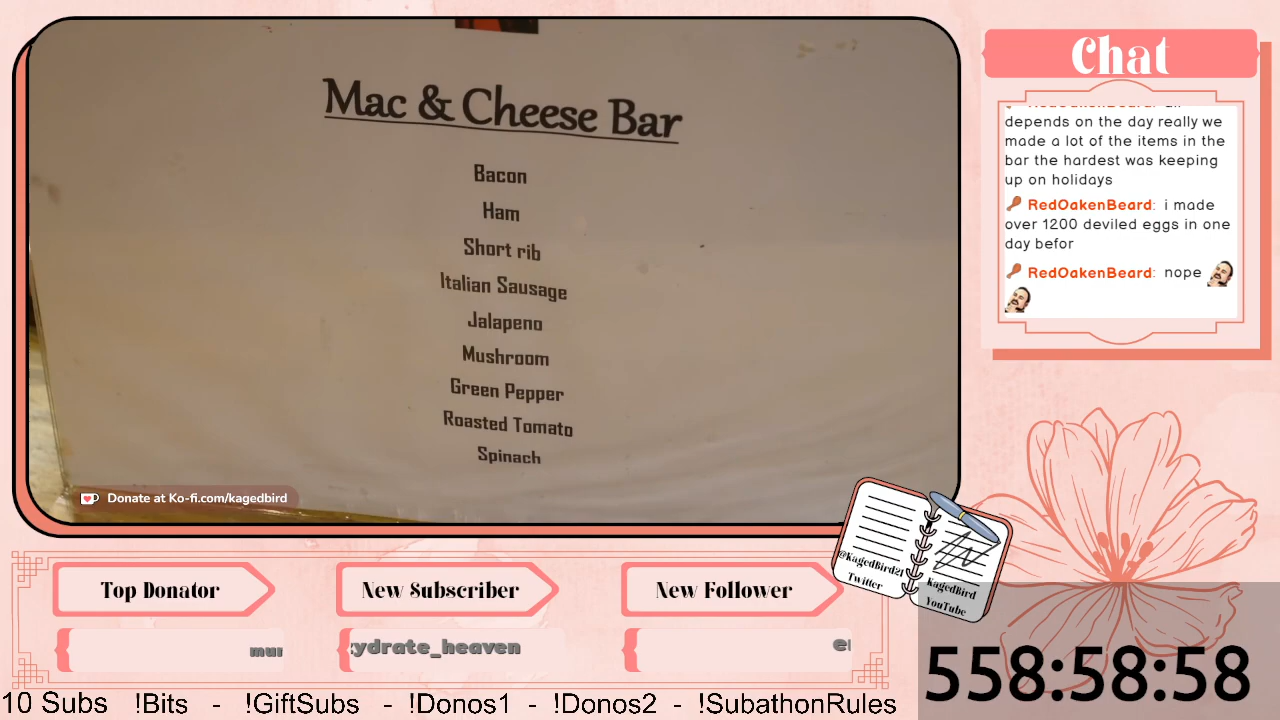 Mac & Cheese Bar
Bacon
Ham
Short rib
Italian Sausage
Jalapeno
Mushroom
Green Pepper
Roasted Tomato
Spinach
Donate at Ko-fi.com/kagedbird
Chat
depends on the day really we
made a lot of the items in the
bar the hardest was keeping
up on holidays
RedOakenBeard: i made
over 1200 deviled eggs in one
day befor
RedOakenBeard: nope
@KagedBird21
Twitter
KagedBird
YouTube
Top Donator
New Subscriber
New Follower
ydrate_heaven
558:58:58
10 Subs !Bits - !GiftSubs - !Donos1 - !Donos2 - !SubathonRules